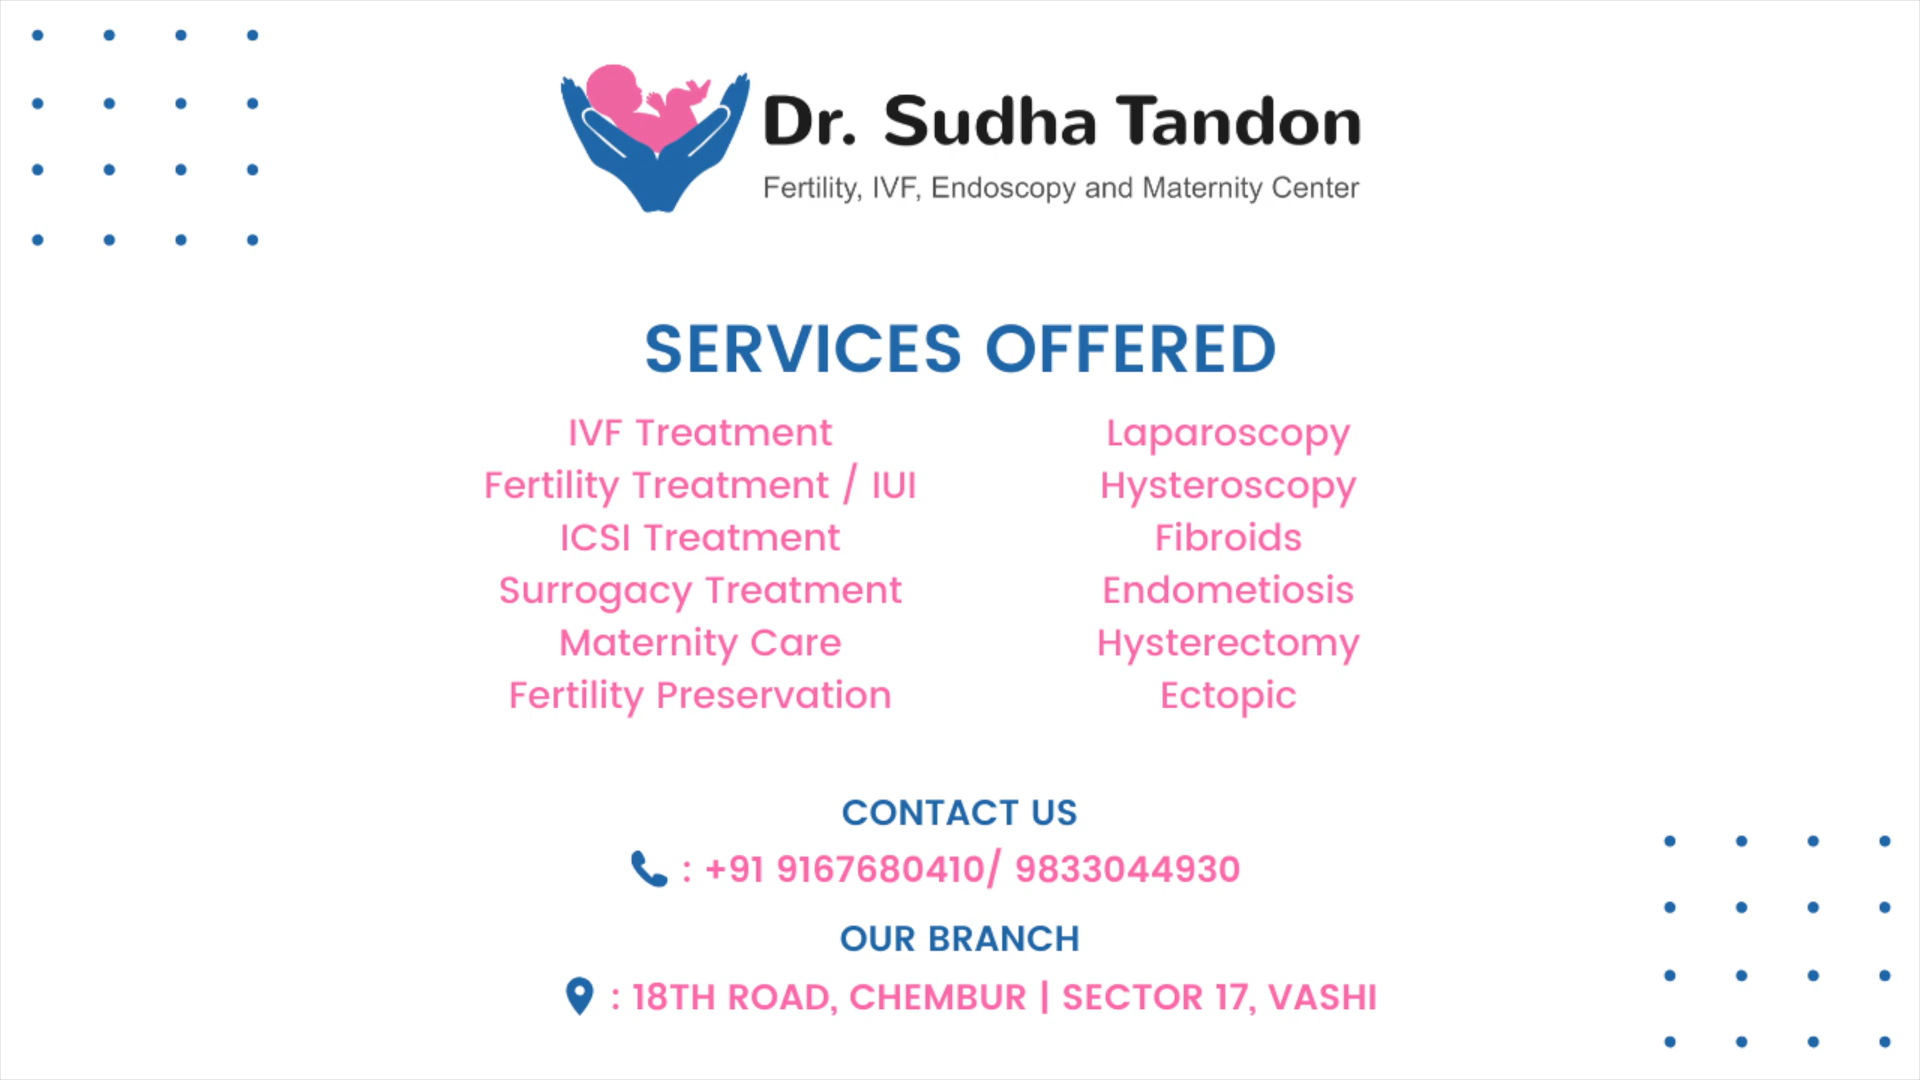 Dr. Sudha Tandon
Fertility, IVF, Endoscopy and Maternity Center
SERVICES OFFERED
IVF Treatment
Fertility Treatment / IUI
ICSI Treatment
Surrogacy Treatment
Maternity Care
Fertility Preservation
Laparoscopy
Hysteroscopy
Fibroids
Endometiosis
Hysterectomy
Ectopic
CONTACT US
: +91 9167680410/ 9833044930
OUR BRANCH
: 18TH ROAD, CHEMBUR | SECTOR 17, VASHI